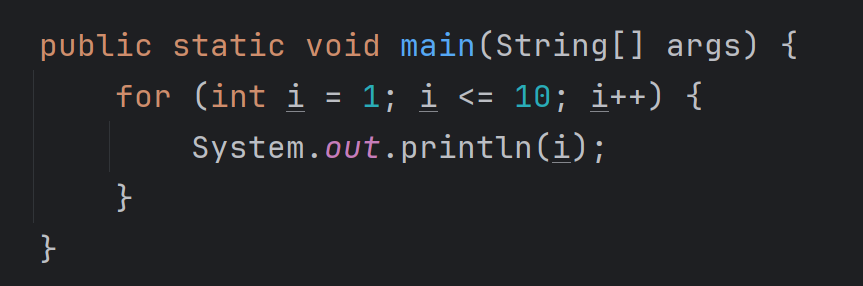 public static void main(String[] args) {
    for (int i = 1; i <= 10; i++) {
        System.out.println(i);
    }
}